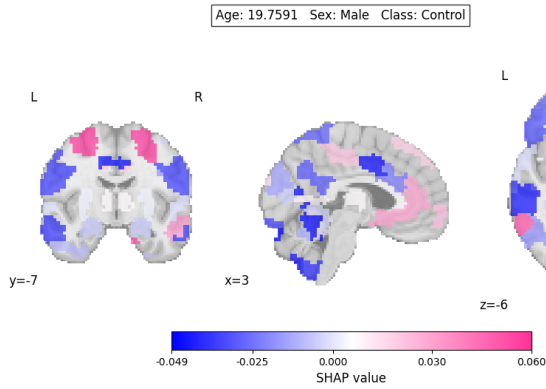 Age: 19.7591   Sex: Male   Class: Control
L
L
R
y=-7
x=3
z=-6
-0.049
-0.025
0.000
0.030
0.060
SHAP value